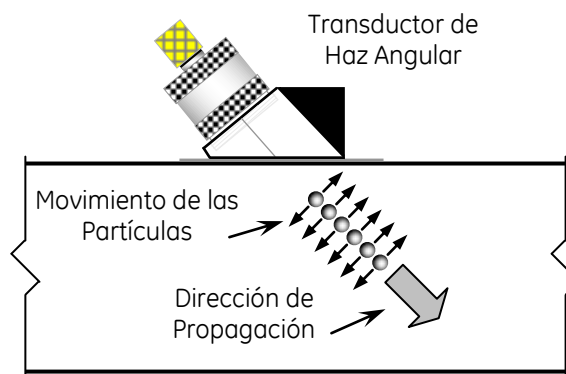 Transductor de
Haz Angular
Movimiento de las
Partículas
Dirección de
Propagación